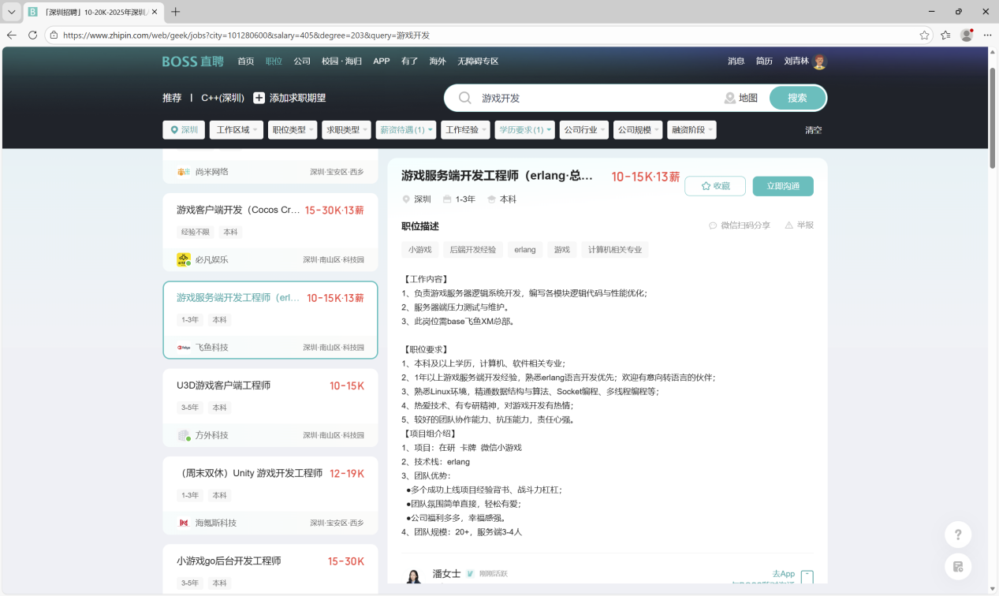 「深圳招聘」10-20K-2025年深圳
https://www.zhipin.com/web/geek/jobs?city=101280600&salary=405&degree=203&query=游戏开发
BOSS 直聘 首页 职位 公司 校园·海归 APP 有了 海外 无障碍专区 消息 简历 刘青林
推荐 C++(深圳) 添加求职期望 游戏开发 地图 搜索
深圳 工作区域 职位类型 求职类型 薪资待遇(1) 工作经验 学历要求(1) 公司行业 公司规模 融资阶段 清空
尚米网络 深圳·宝安区·西乡
游戏客户端开发（Cocos Cr... 15-30K·13薪
经验不限 本科
必凡娱乐 深圳·南山区·科技园
游戏服务端开发工程师（erl... 10-15K·13薪
1-3年 本科
飞鱼科技 深圳·南山区·科技园
U3D游戏客户端工程师 10-15K
3-5年 本科
方外科技 深圳·南山区·科技园
（周末双休）Unity 游戏开发工程师 12-19K
1-3年 本科
海氪斯科技 深圳·宝安区·西乡
小游戏go后台开发工程师 15-30K
3-5年 本科
游戏服务端开发工程师（erlang·总... 10-15K·13薪 收藏 立即沟通
深圳 1-3年 本科
职位描述 微信扫码分享 举报
小游戏 后端开发经验 erlang 游戏 计算机相关专业
【工作内容】
1、负责游戏服务器逻辑系统开发，编写各模块逻辑代码与性能优化；
2、服务器端压力测试与维护。
3、此岗位需base飞鱼XM总部。
【职位要求】
1、本科及以上学历，计算机、软件相关专业；
2、1年以上游戏服务端开发经验，熟悉erlang语言开发优先；欢迎有意向转语言的伙伴；
3、熟悉Linux环境，精通数据结构与算法、Socket编程、多线程编程等；
4、热爱技术、有专研精神，对游戏开发有热情；
5、较好的团队协作能力、抗压能力，责任心强。
【项目组介绍】
1、项目：在研 卡牌 微信小游戏
2、技术栈：erlang
3、团队优势：
●多个成功上线项目经验背书、战斗力杠杠；
●团队氛围简单直接，轻松有爱；
●公司福利多多，幸福感强。
4、团队规模：20+，服务端3-4人
潘女士 刚刚活跃 去App